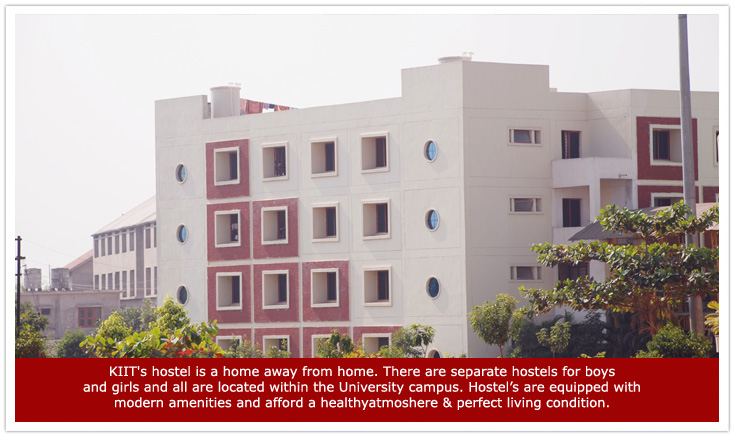 KIIT's hostel is a home away from home. There are separate hostels for boys
and girls and all are located within the University campus. Hostel’s are equipped with
modern amenities and afford a healthyatmoshere & perfect living condition.